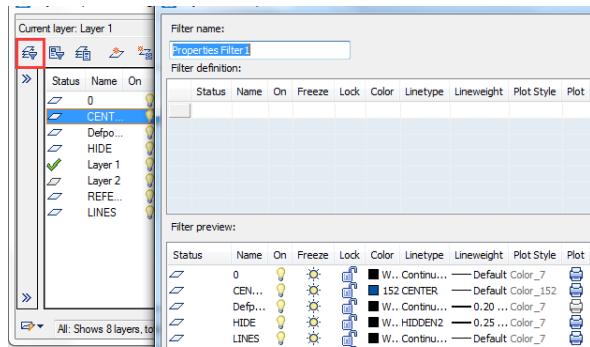 Current layer: Layer 1
Status Name On
0
CENT...
Defpo...
HIDE
Layer 1
Layer 2
REFE...
LINES
All: Shows 8 layers, to
Filter name:
Properties Filter1
Filter definition:
Status Name On Freeze Lock Color Linetype Lineweight Plot Style Plot
Filter preview:
Status Name On Freeze Lock Color Linetype Lineweight Plot Style Plot
0 W... Continu... Default Color_7
CEN... 152 CENTER Default Color_152
Defp... W... Continu... 0.20 ... Color_7
HIDE W... HIDDEN2 0.25 ... Color_7
LINES W... Continu... Default Color_7